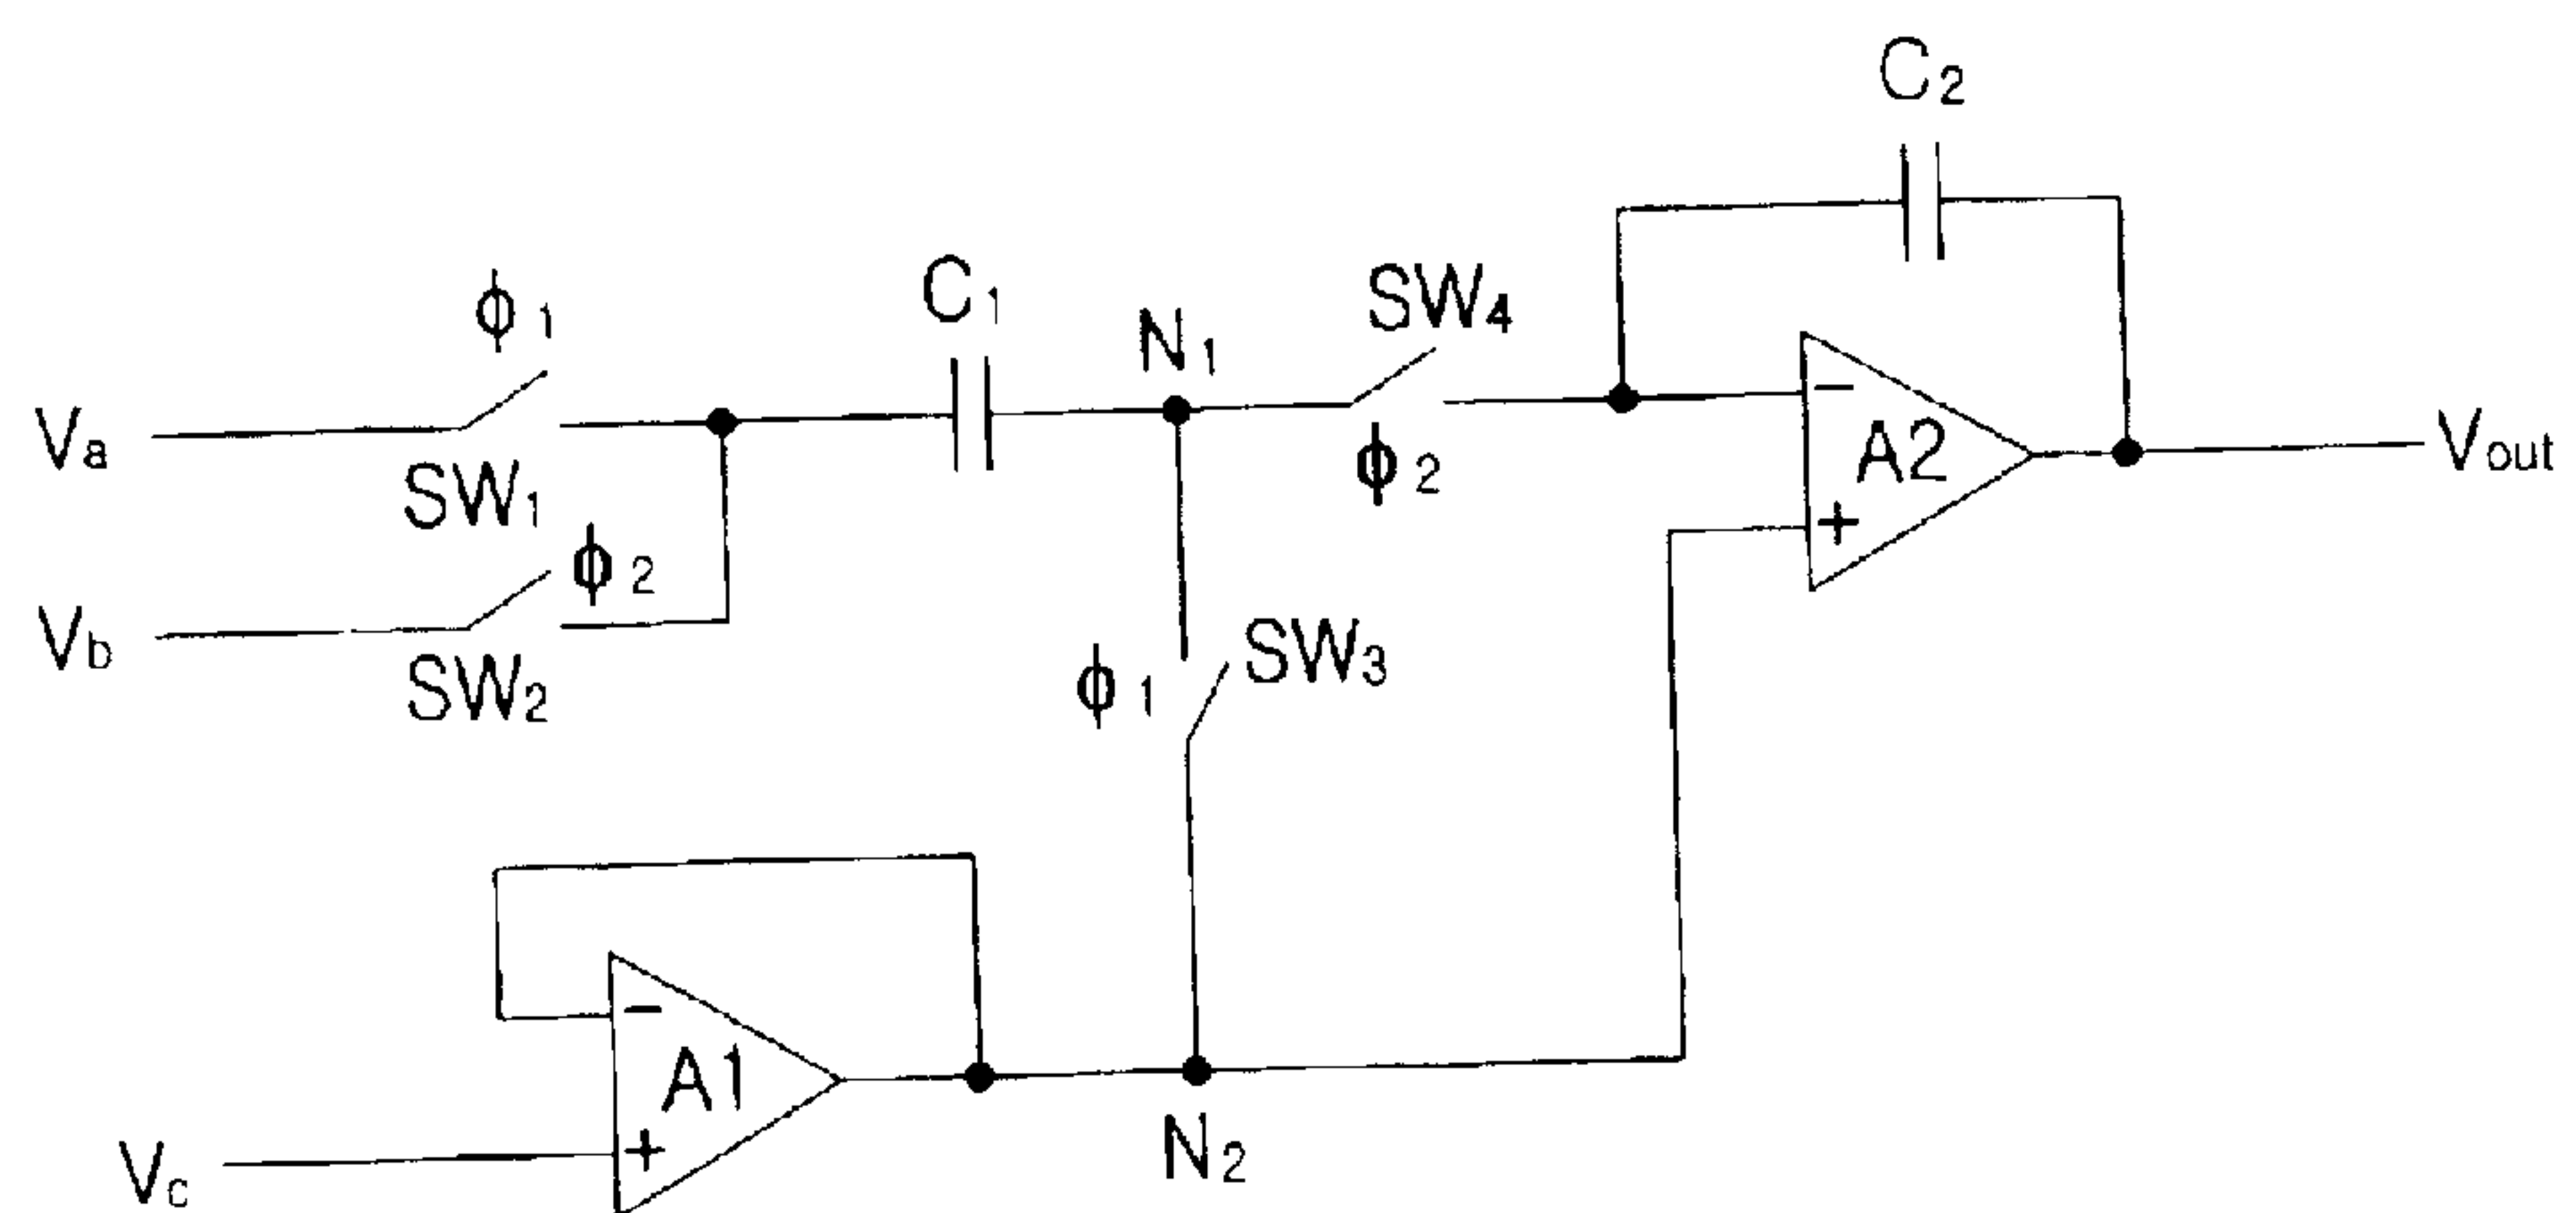 C2
ϕ1
C1
N1
SW4
Va
SW1
ϕ2
−
A2
+
Vout
ϕ2
Vb
SW2
ϕ1
SW3
−
A1
+
Vc
N2